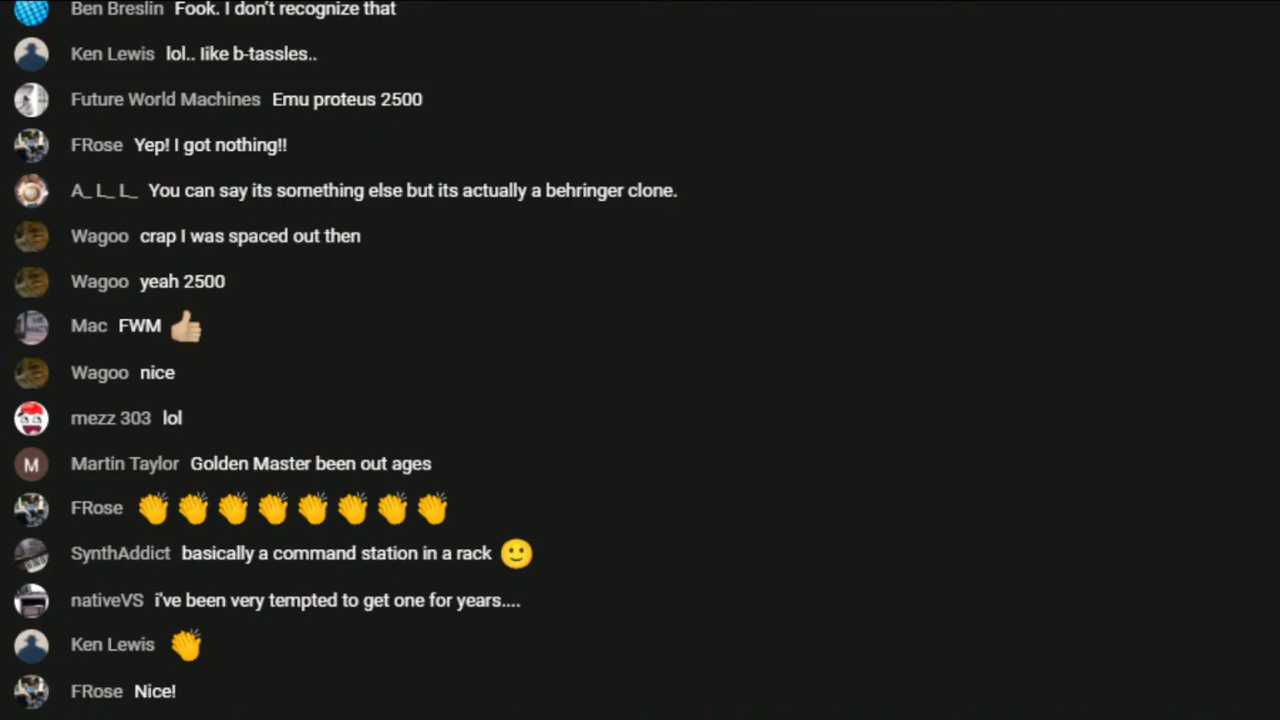 Ben Breslin Fook. I don't recognize that
Ken Lewis lol.. like b-tassles..
Future World Machines Emu proteus 2500
FRose Yep! I got nothing!!
A_ L_ L_ You can say its something else but its actually a behringer clone.
Wagoo crap I was spaced out then
Wagoo yeah 2500
Mac FWM 👍🏼
Wagoo nice
mezz 303 lol
M Martin Taylor Golden Master been out ages
FRose 👏👏👏👏👏👏👏👏
SynthAddict basically a command station in a rack 🙂
nativeVS i've been very tempted to get one for years....
Ken Lewis 👏
FRose Nice!